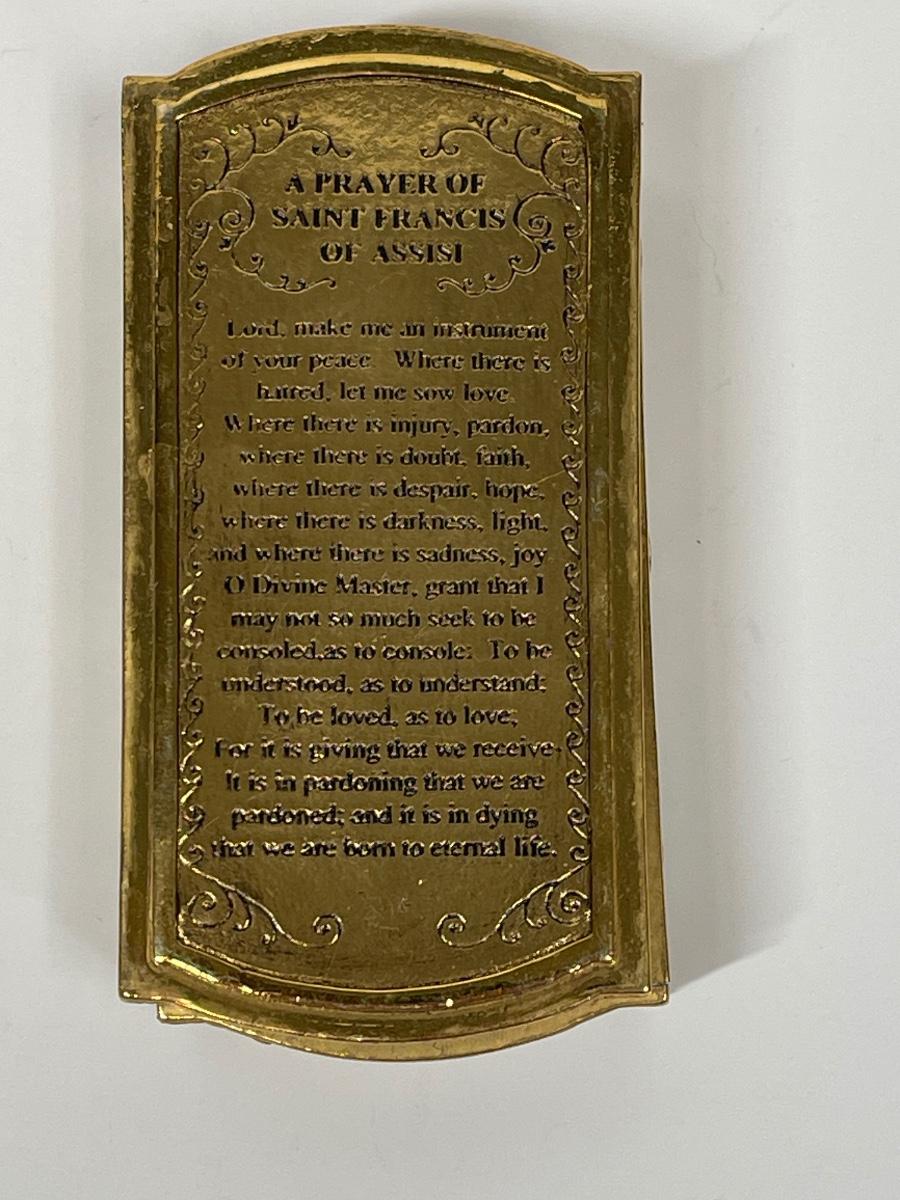 A PRAYER OF
SAINT FRANCIS
OF ASSISI
Lord, make me an instrument
of your peace. Where there is
hatred, let me sow love.
Where there is injury, pardon,
where there is doubt, faith,
where there is despair, hope,
where there is darkness, light,
and where there is sadness, joy.
O Divine Master, grant that I
may not so much seek to be
consoled,as to console; To be
understood, as to understand;
To be loved, as to love;
For it is giving that we receive;
It is in pardoning that we are
pardoned; and it is in dying
that we are born to eternal life.